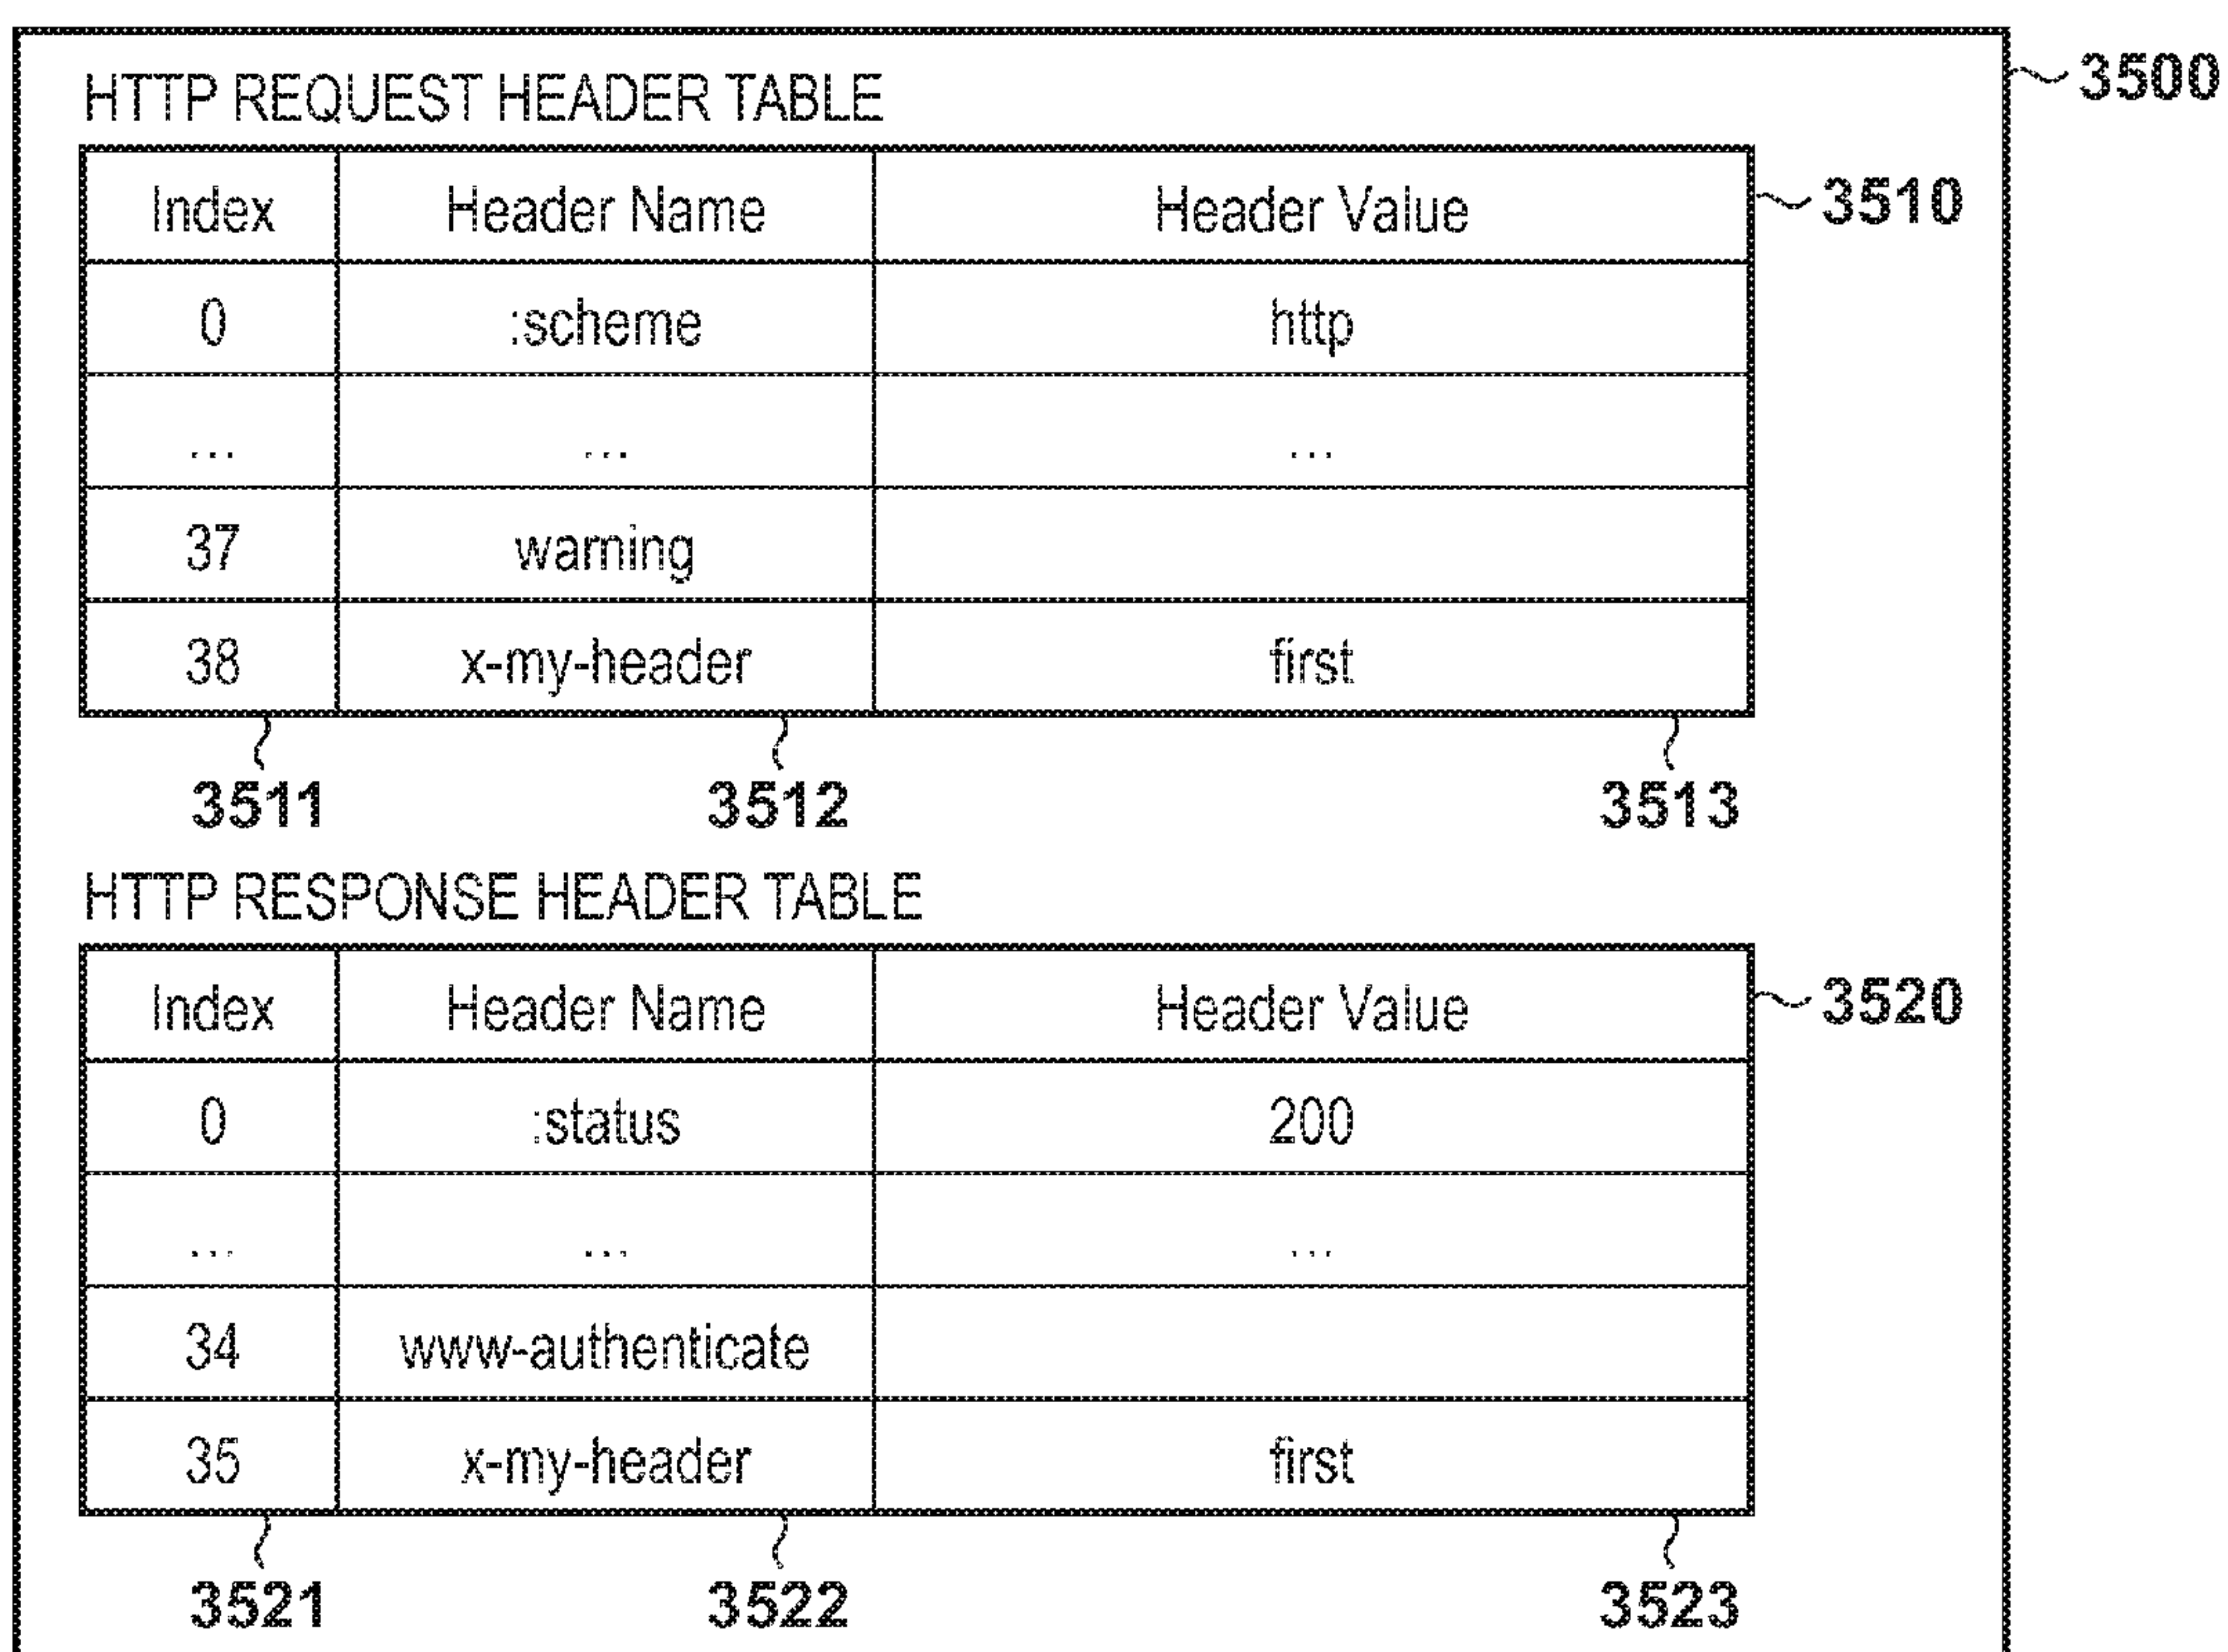 3500
HTTP REQUEST HEADER TABLE
Index Header Name Header Value 3510
0 :scheme http
... ... ...
37 warning
38 x-my-header first
3511 3512 3513
HTTP RESPONSE HEADER TABLE
Index Header Name Header Value 3520
0 :status 200
... ... ...
34 www-authenticate
35 x-my-header first
3521 3522 3523